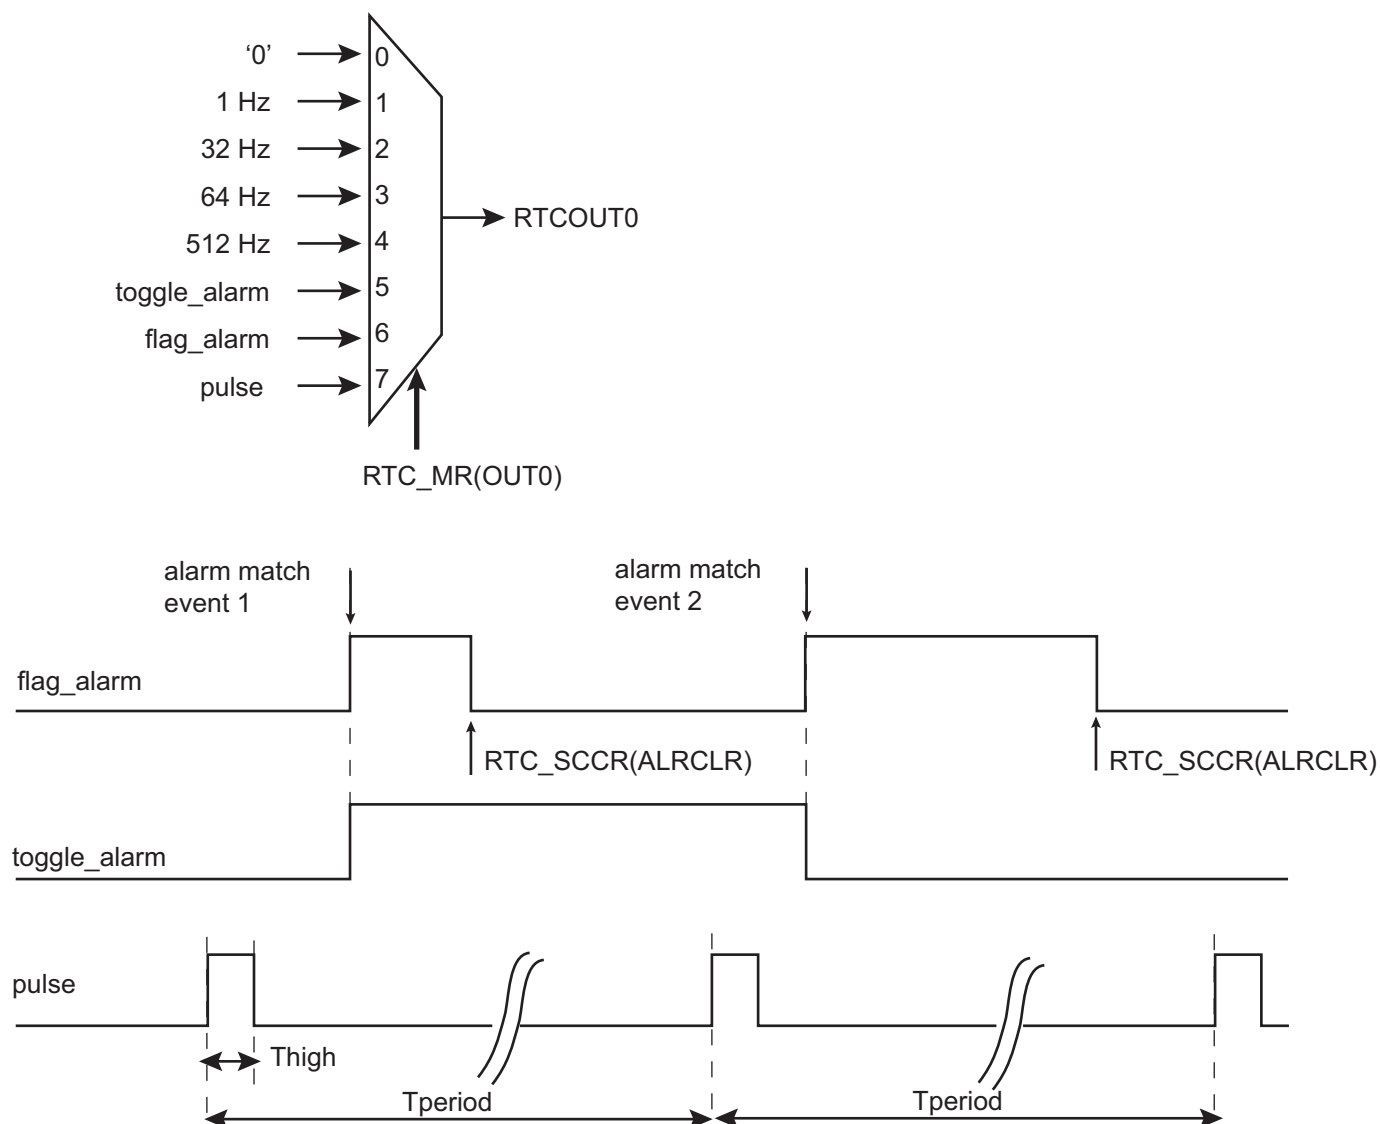 ‘0’
0
1 Hz
1
32 Hz
2
64 Hz
3
RTCOUT0
512 Hz
4
toggle_alarm
5
flag_alarm
6
pulse
7
RTC_MR(OUT0)
alarm match
event 1
alarm match
event 2
flag_alarm
RTC_SCCR(ALRCLR)
RTC_SCCR(ALRCLR)
toggle_alarm
pulse
Thigh
Tperiod
Tperiod